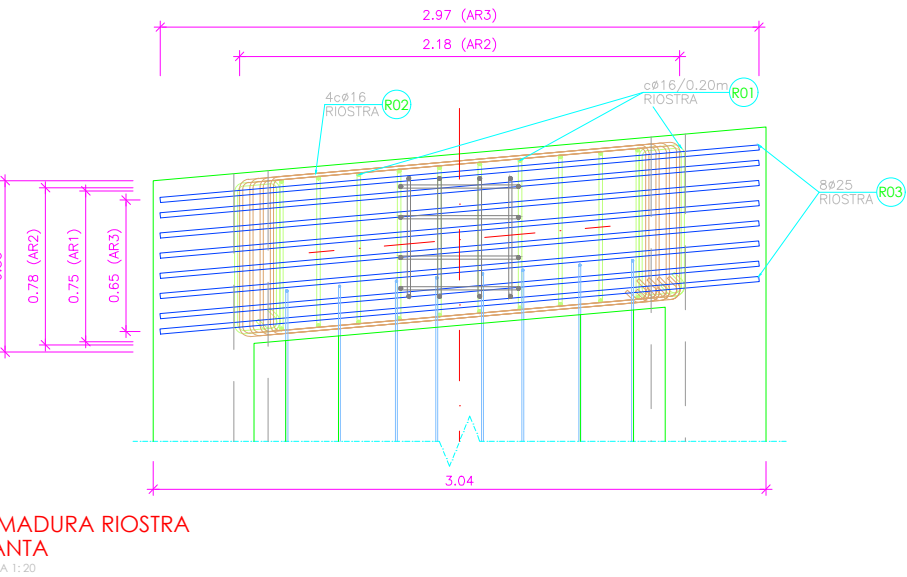 2.97 (AR3)
2.18 (AR2)
4cø16
RIOSTRA
R02
cø16/0.20m
RIOSTRA
R01
8ø25
RIOSTRA
R03
0.78 (AR2)
0.75 (AR1)
0.65 (AR3)
3.04
MADURA RIOSTRA
ANTA
A 1:20